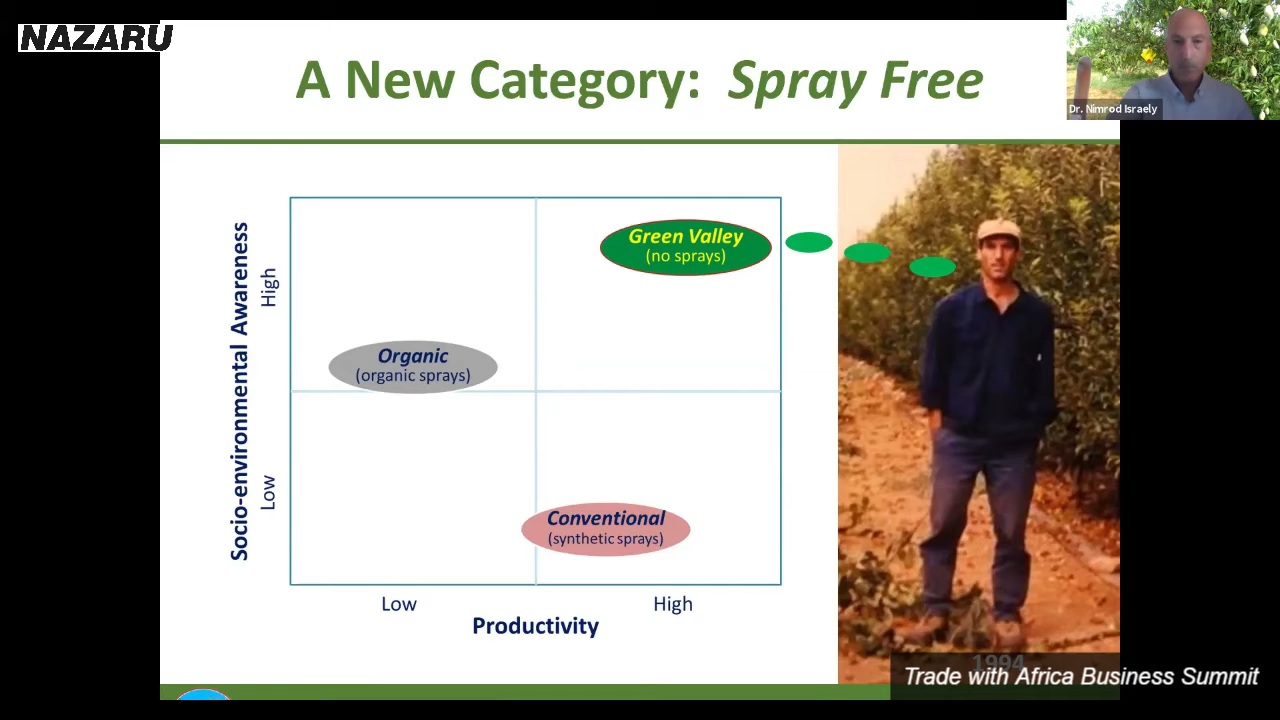 NAZARU
A New Category: Spray Free
Dr. Nimrod Israely
Socio-environmental Awareness
High
Low
Green Valley
(no sprays)
Organic
(organic sprays)
Conventional
(synthetic sprays)
Low
High
Productivity
1994
Trade with Africa Business Summit